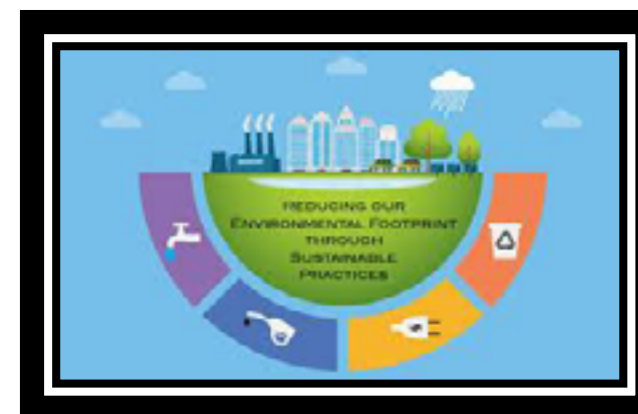 REDUCING OUR
ENVIRONMENTAL FOOTPRINT
THROUGH
SUSTAINABLE
PRACTICES